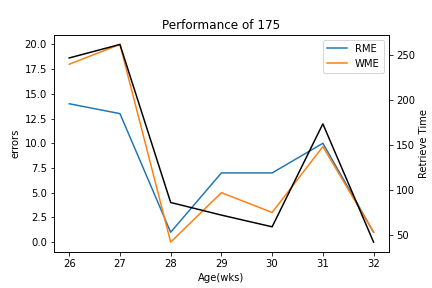 Performance of 175
RME
WME
errors
20.0
17.5
15.0
12.5
10.0
7.5
5.0
2.5
0.0
250
200
150
100
50
Retrieve Time
26 27 28 29 30 31 32
Age(wks)